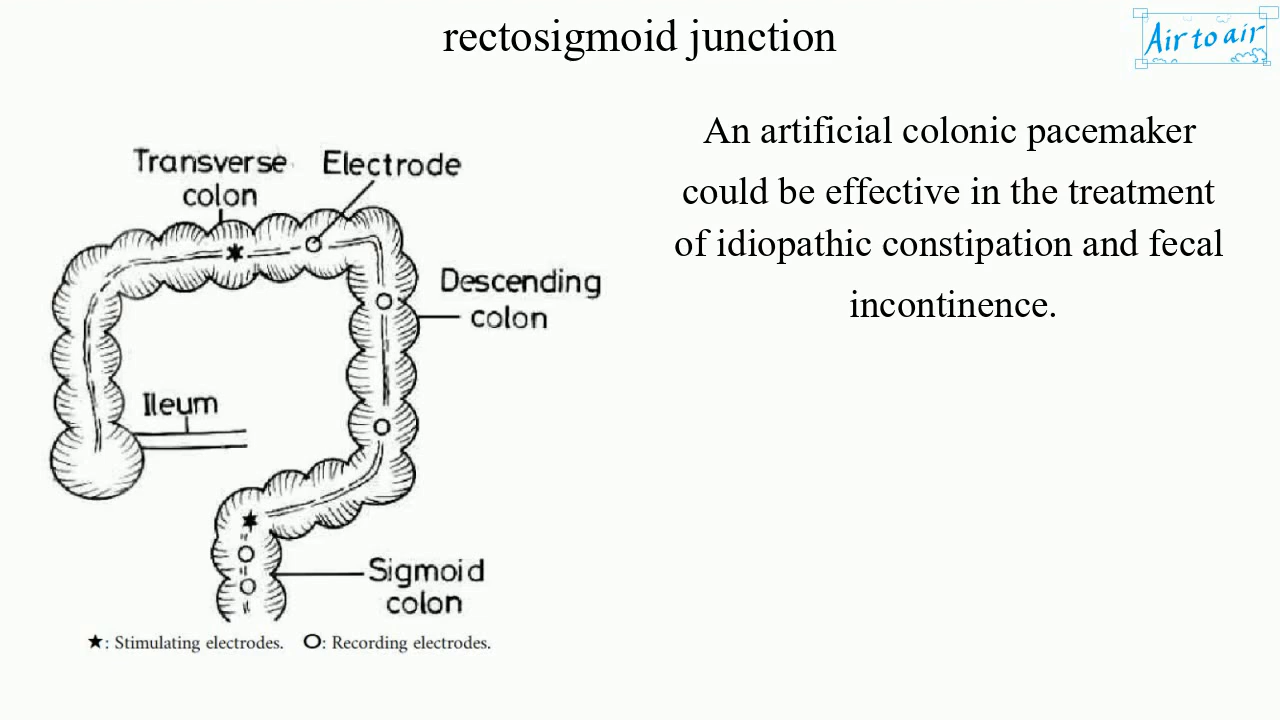 rectosigmoid junction
Air to air
An artificial colonic pacemaker
could be effective in the treatment
of idiopathic constipation and fecal
incontinence.
Transverse
colon
Electrode
Descending
colon
Ileum
Sigmoid
colon
★: Stimulating electrodes. O: Recording electrodes.